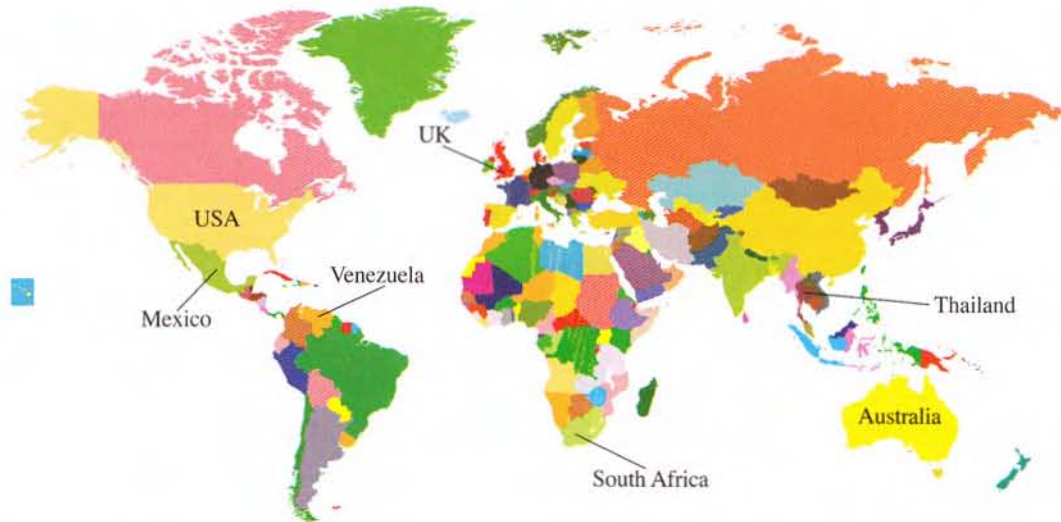 UK
USA
Venezuela
Mexico
Thailand
Australia
South Africa